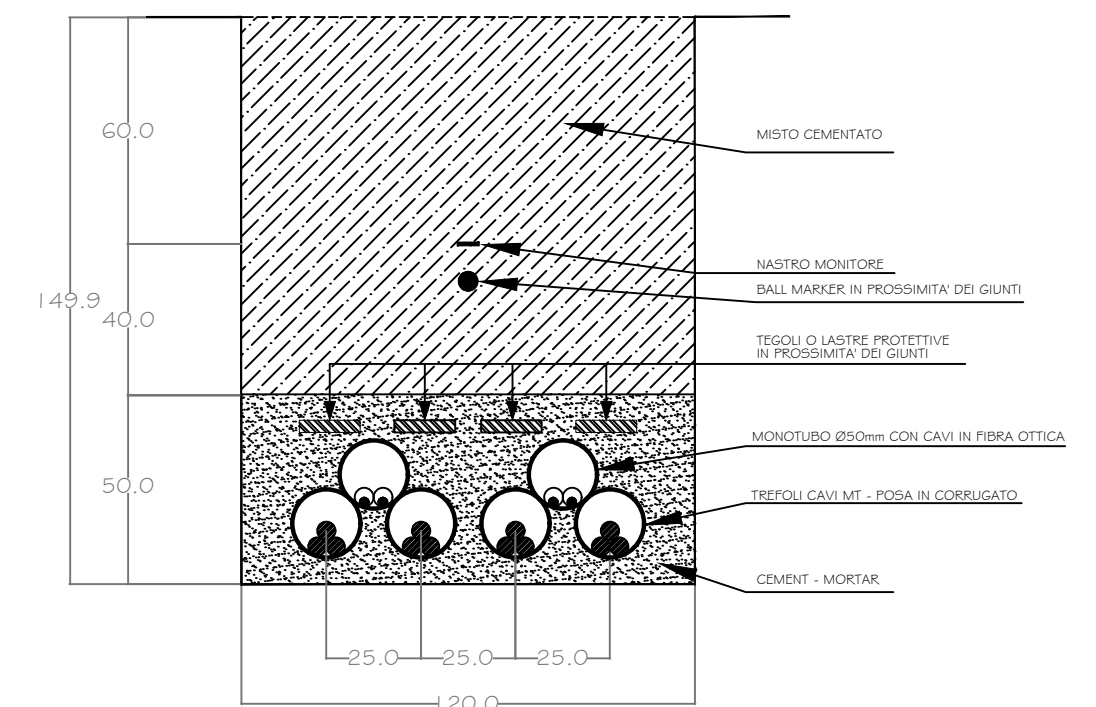 60.0
MISTO CEMENTATO
NASTRO MONITORE
BALL MARKER IN PROSSIMITA' DEI GIUNTI
149.9
40.0
TEGOLI O LASTRE PROTETTIVE
IN PROSSIMITA' DEI GIUNTI
MONOTUBO Ø50mm CON CAVI IN FIBRA OTTICA
50.0
TREFOLI CAVI MT - POSA IN CORRUGATO
CEMENT - MORTAR
25.0 25.0 25.0
120.0